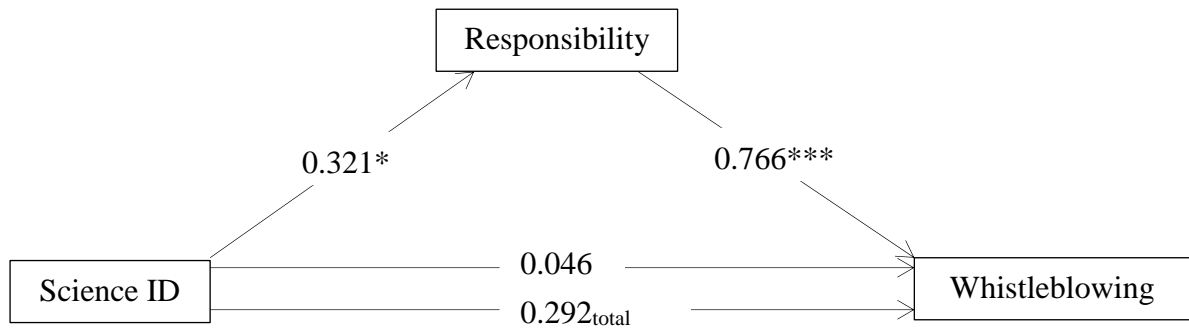 Responsibility
0.321*
0.766***
0.046
Science ID
Whistleblowing
0.292total